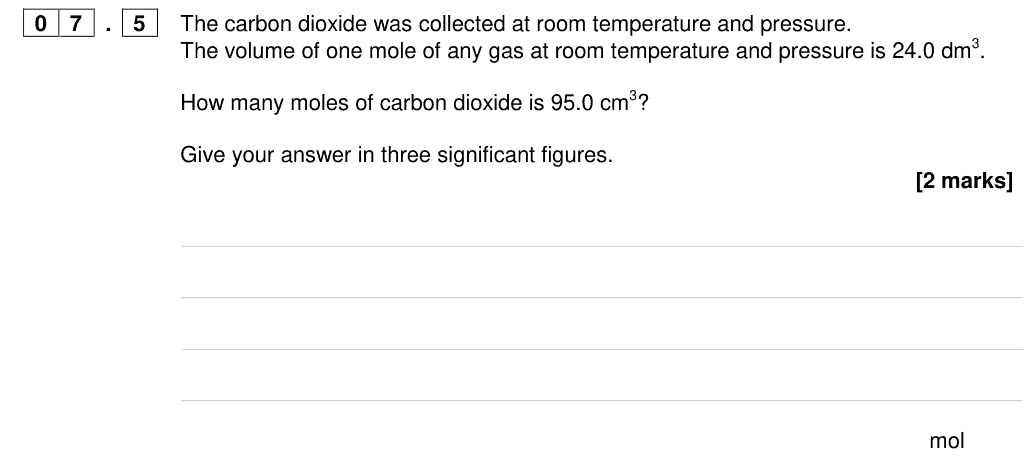 0 7 . 5 The carbon dioxide was collected at room temperature and pressure.
The volume of one mole of any gas at room temperature and pressure is 24.0 dm³.
How many moles of carbon dioxide is 95.0 cm³?
Give your answer in three significant figures.
[2 marks]
mol